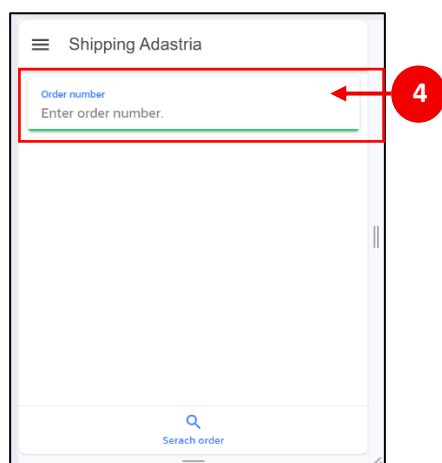 Shipping Adastria
Order number
Enter order number.
4
Serach order